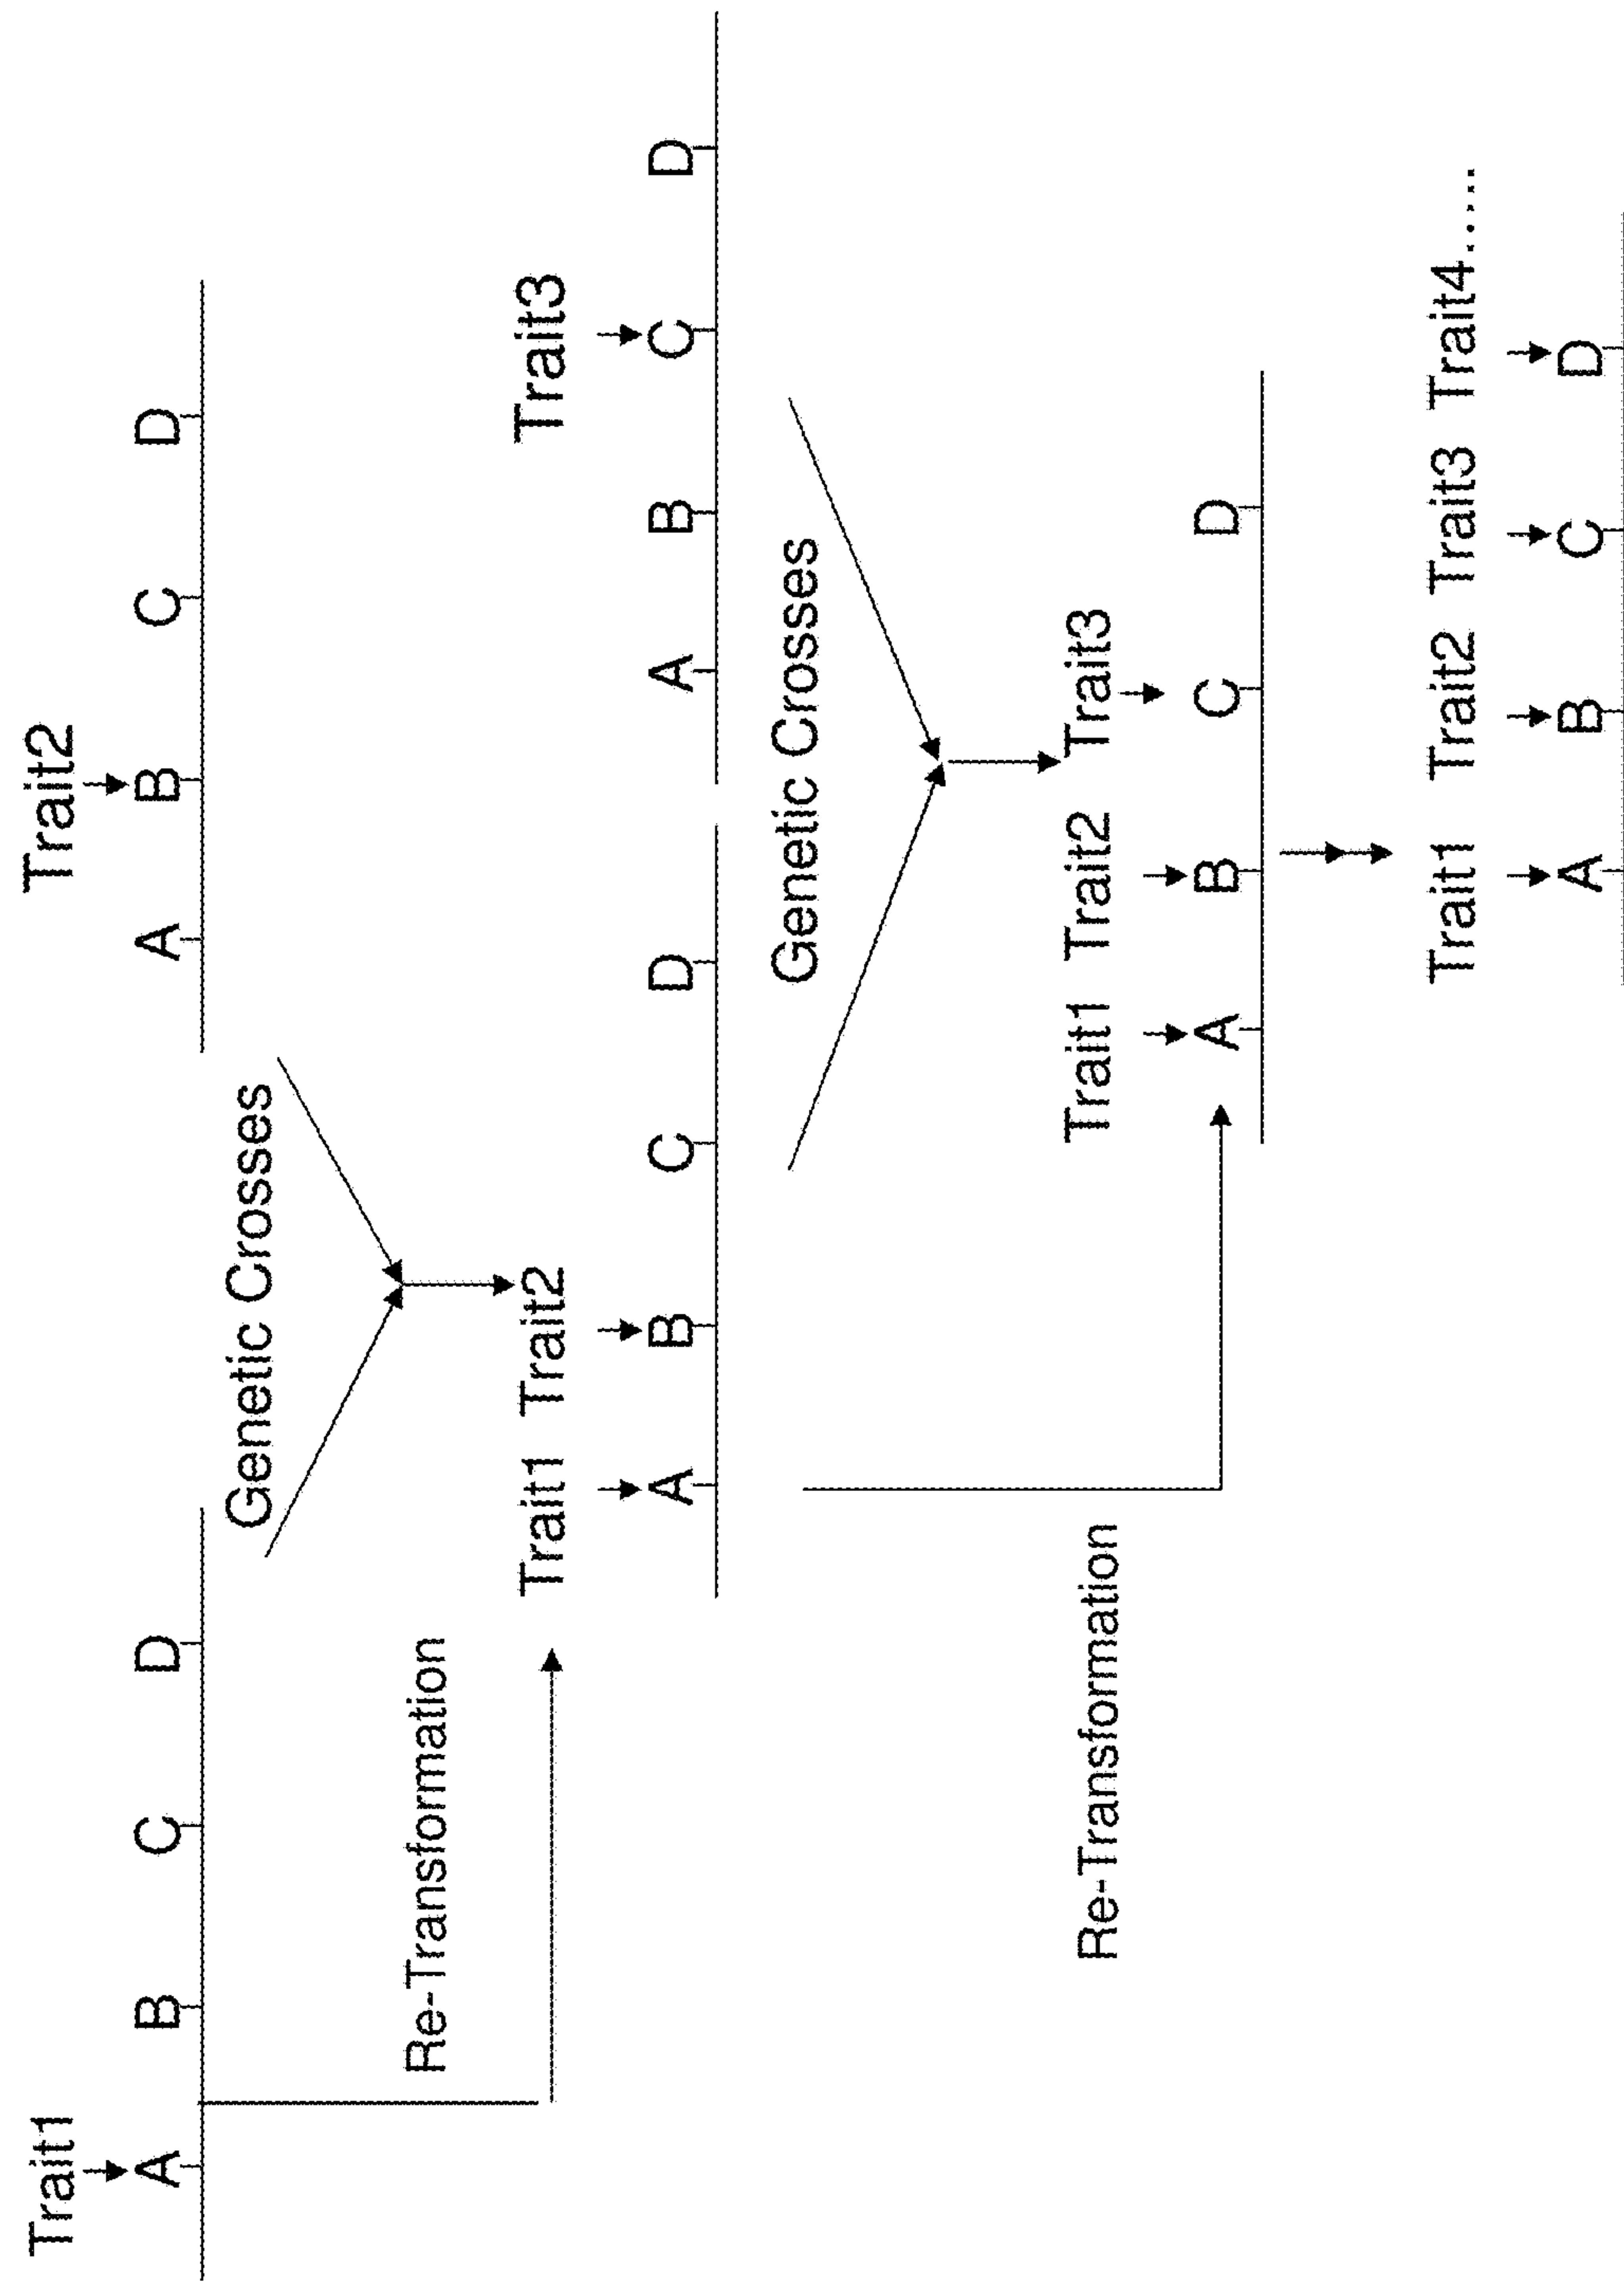 Trait1 Trait2
A B C D A B C D
Genetic Crosses
Re-Transformation
Trait1 Trait2 Trait3
A B C D A B C D
Genetic Crosses
Re-Transformation
Trait1 Trait2 Trait3
A B C D
Trait1 Trait2 Trait3 Trait4.....
A B C D